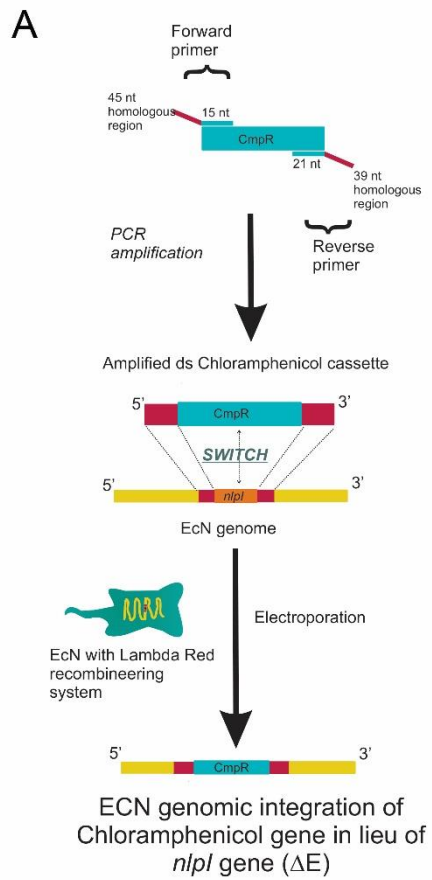 A
Forward
primer
45 nt
homologous
region
15 nt
CmpR
21 nt
39 nt
homologous
region
PCR
amplification
Reverse
primer
Amplified ds Chloramphenicol cassette
5’
3’
CmpR
SWITCH
5’
3’
nlpI
EcN genome
Electroporation
EcN with Lambda Red
recombineering
system
5’
3’
CmpR
ECN genomic integration of
Chloramphenicol gene in lieu of
nlpI gene (ΔE)